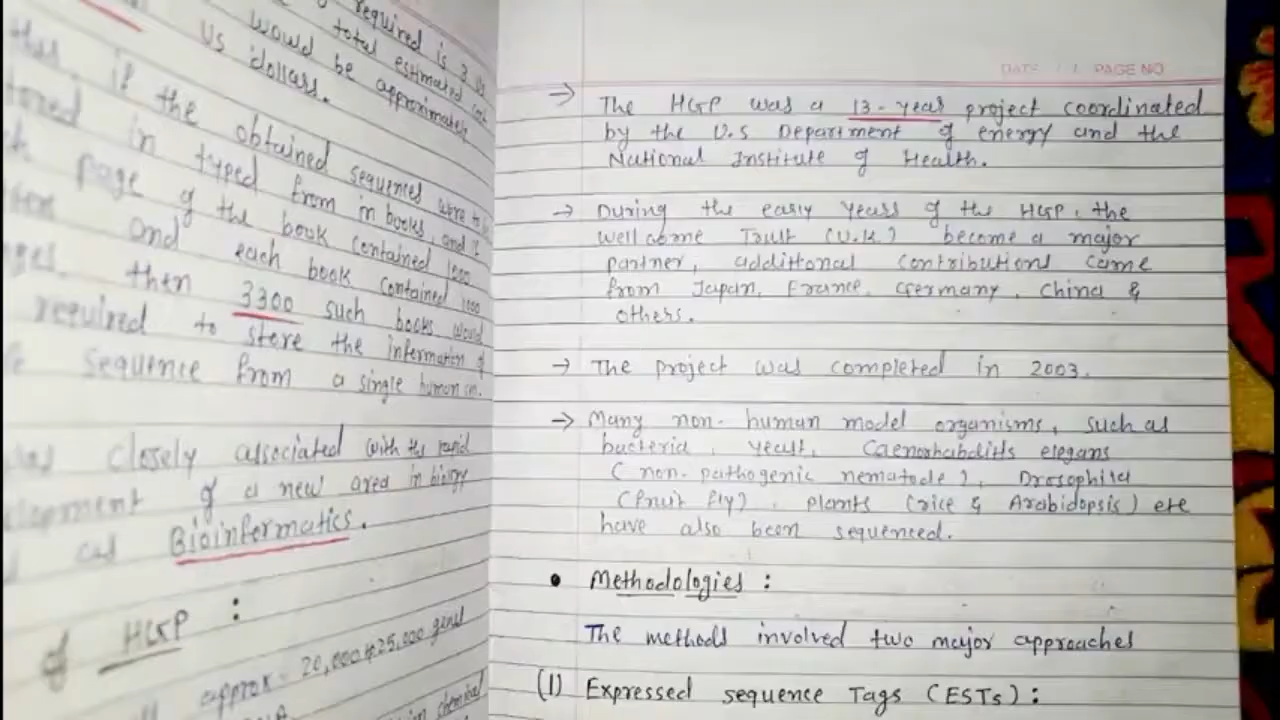 required is 3
total estimated cost
would be approximately
US dollars.
if the obtained sequences were to
in typed from in books, and if
page of the book contained 1000
and each book contained 1000
then 3300 such books would
required to store the information of
sequence from a single human
closely associated with the rapid
of a new area in biology
as Bioinformatics.
of HGP :
approx 20,000 25,000 genes
chemical
DATE / / PAGE NO
→ The HGP was a 13-year project coordinated
by the U.S Department of energy and the
National Institute of Health.
→ During the early years of the HGP, the
wellcome Trust (U.K) become a major
partner, additional contributions came
from Japan, France, Germany, China &
others.
→ The project was completed in 2003.
→ Many non-human model organisms, such as
bacteria, yeast, Caenorhabditis elegans
(non-pathogenic nematode), Drosophila
(fruit fly), plants (rice & Arabidopsis) etc
have also been sequenced.
• Methodologies :
The methods involved two major approaches
(1) Expressed sequence Tags (ESTs) :